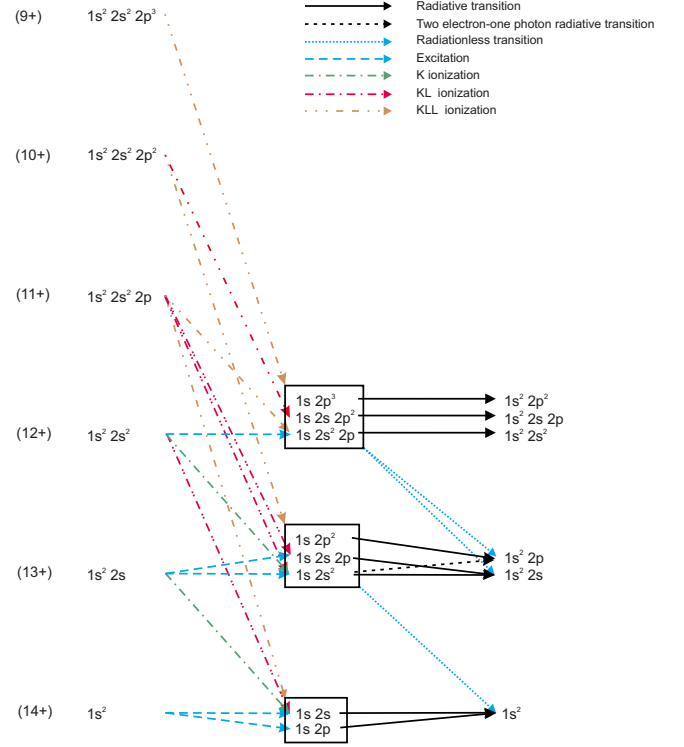 Radiative transition
Two electron-one photon radiative transition
Radiationless transition
Excitation
K ionization
KL ionization
KLL ionization
(9+) 1s² 2s² 2p³
(10+) 1s² 2s² 2p²
(11+) 1s² 2s² 2p
1s 2p³ 1s² 2p²
1s 2s 2p² 1s² 2s 2p
(12+) 1s² 2s² 1s 2s² 2p 1s² 2s²
1s 2p²
1s 2s 2p 1s² 2p
(13+) 1s² 2s 1s 2s² 1s² 2s
(14+) 1s² 1s 2s 1s²
1s 2p